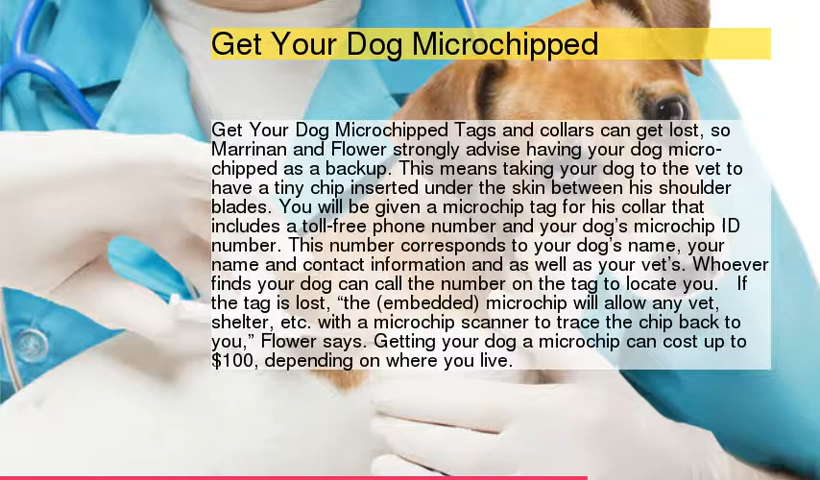 Get Your Dog Microchipped
Get Your Dog Microchipped Tags and collars can get lost, so
Marrinan and Flower strongly advise having your dog micro-
chipped as a backup. This means taking your dog to the vet to
have a tiny chip inserted under the skin between his shoulder
blades. You will be given a microchip tag for his collar that
includes a toll-free phone number and your dog’s microchip ID
number. This number corresponds to your dog’s name, your
name and contact information and as well as your vet’s. Whoever
finds your dog can call the number on the tag to locate you.   If
the tag is lost, “the (embedded) microchip will allow any vet,
shelter, etc. with a microchip scanner to trace the chip back to
you,” Flower says. Getting your dog a microchip can cost up to
$100, depending on where you live.